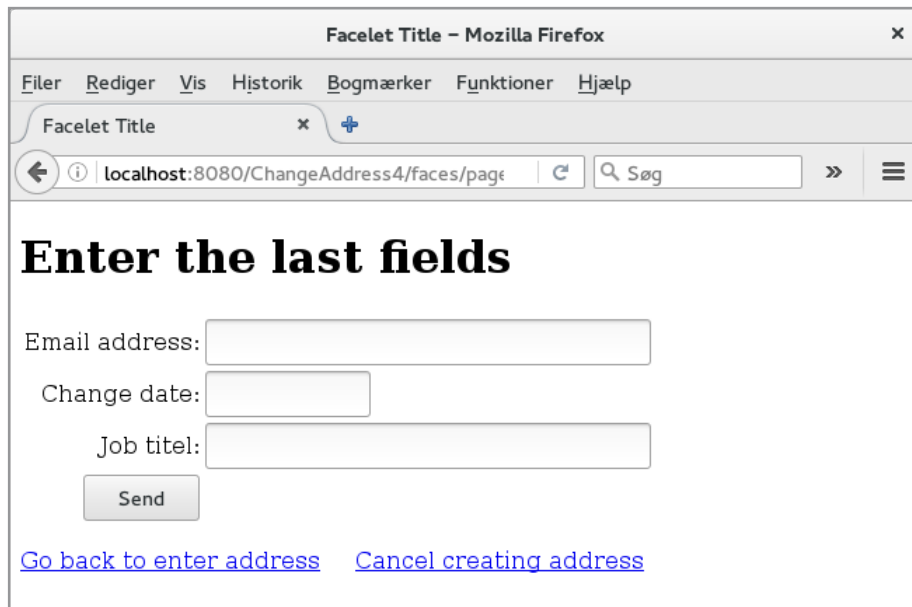 Facelet Title – Mozilla Firefox
Filer Rediger Vis Historik Bogmærker Funktioner Hjælp
Facelet Title
localhost:8080/ChangeAddress4/faces/page Søg
Enter the last fields
Email address:
Change date:
Job titel:
Send
Go back to enter address Cancel creating address